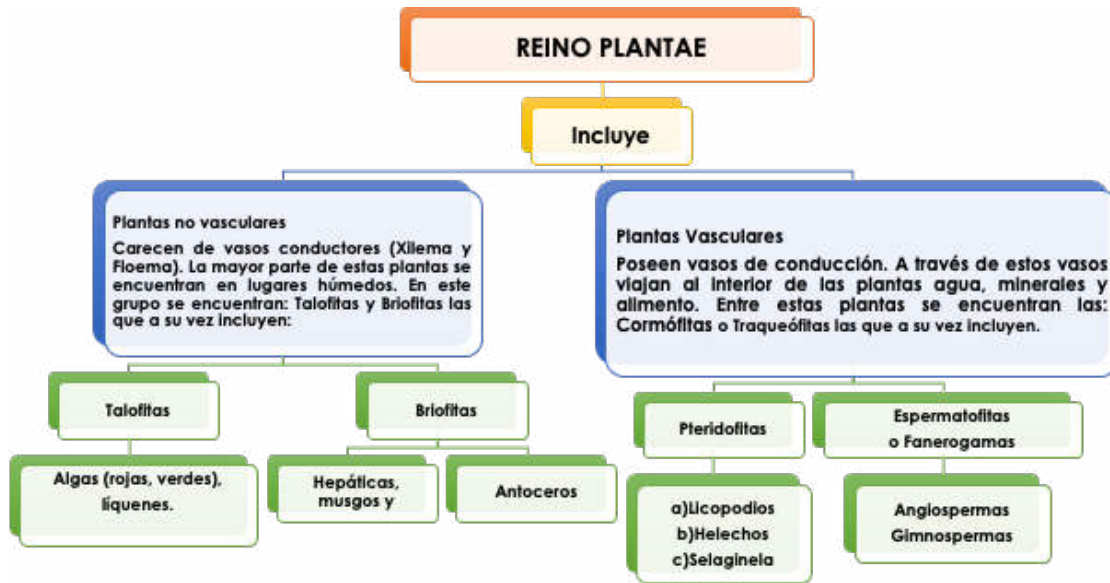 REINO PLANTAE
Incluye
Plantas no vasculares
Carecen de vasos conductores (Xilema y
Floema). La mayor parte de estas plantas se
encuentran en lugares húmedos. En este
grupo se encuentran: Talofitas y Briofitas las
que a su vez incluyen:
Plantas Vasculares
Poseen vasos de conducción. A través de estos vasos
viajan al interior de las plantas agua, minerales y
alimento. Entre estas plantas se encuentran las:
Cormófitas o Traqueófitas las que a su vez incluyen.
Talofitas
Briofitas
Pteridofitas
Espermatofitas
o Fanerogamas
Algas (rojas, verdes),
líquenes.
Hepáticas,
musgos y
Antoceros
a)Licopodios
b)Helechos
c)Selaginela
Angiospermas
Gimnospermas